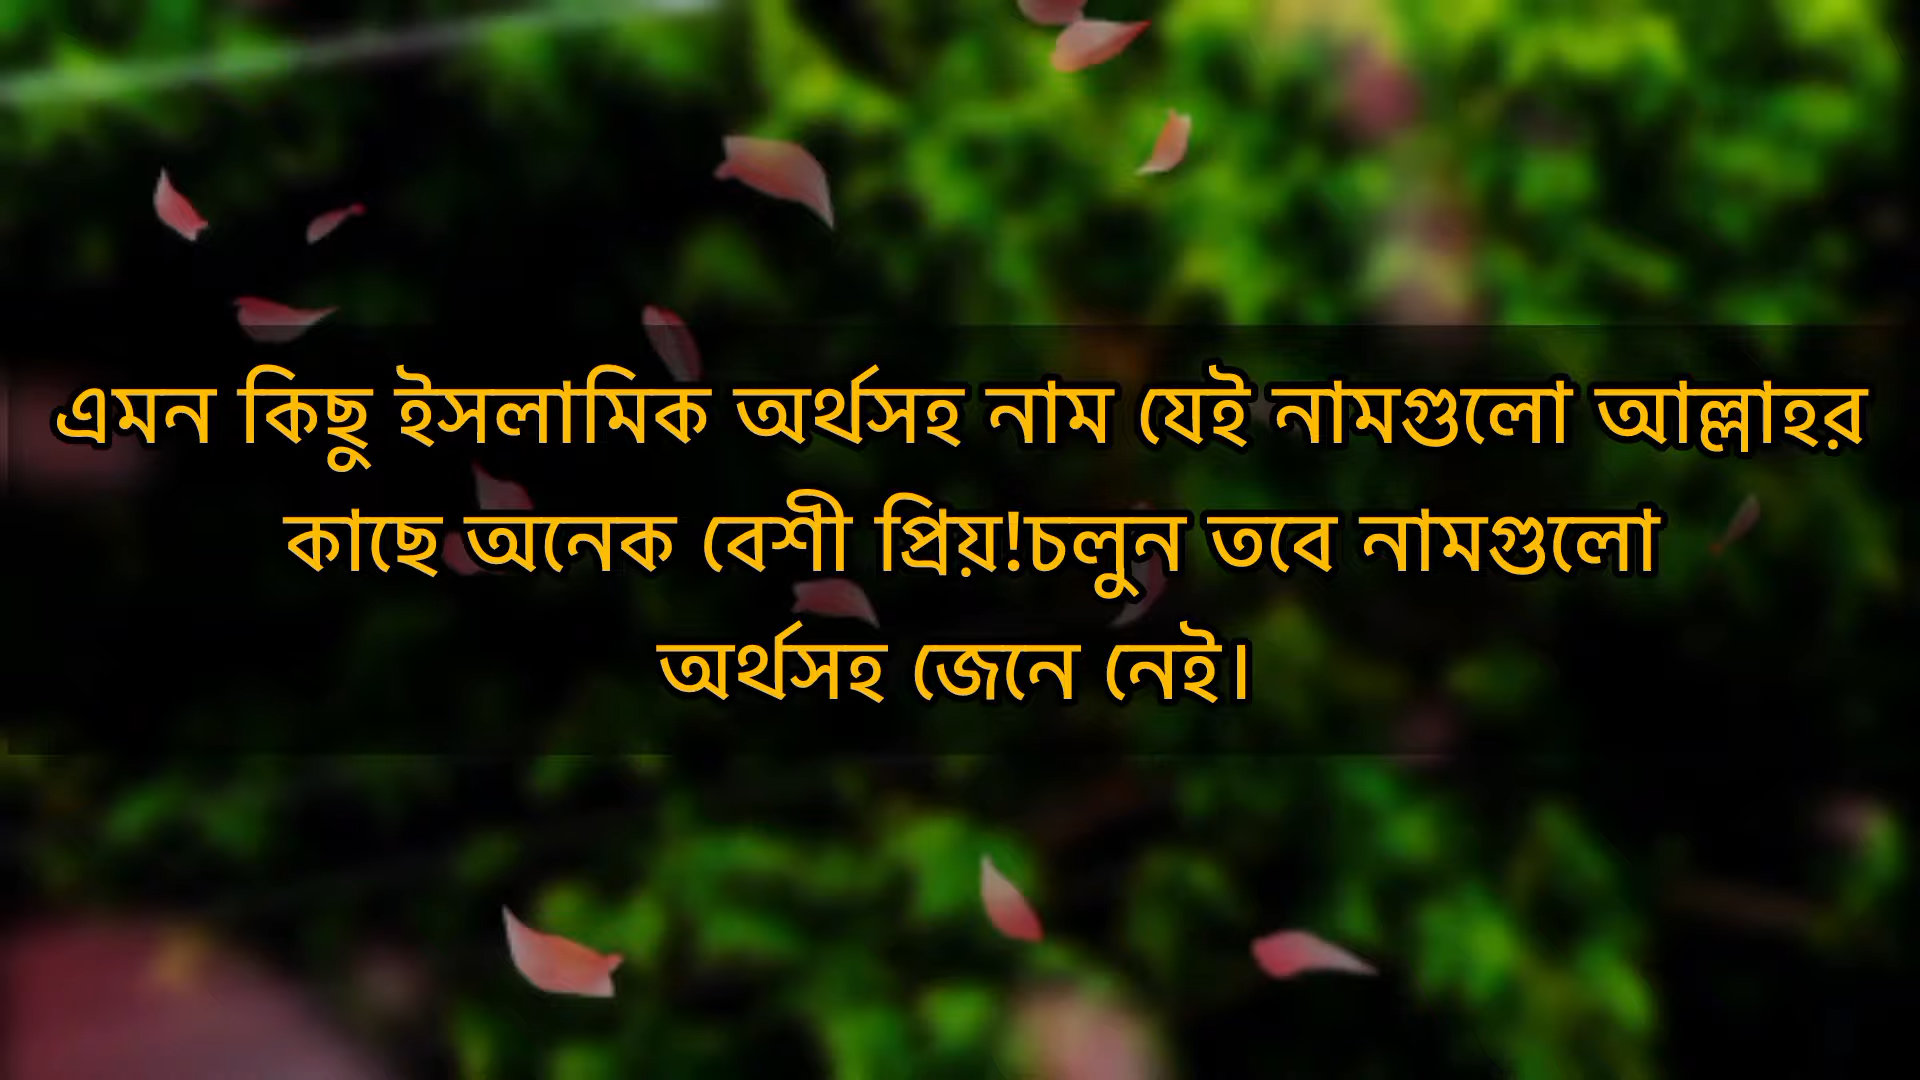 এমন কিছু ইসলামিক অর্থসহ নাম যেই নামগুলো আল্লাহর
কাছে অনেক বেশী প্রিয়!চলুন তবে নামগুলো
অর্থসহ জেনে নেই।